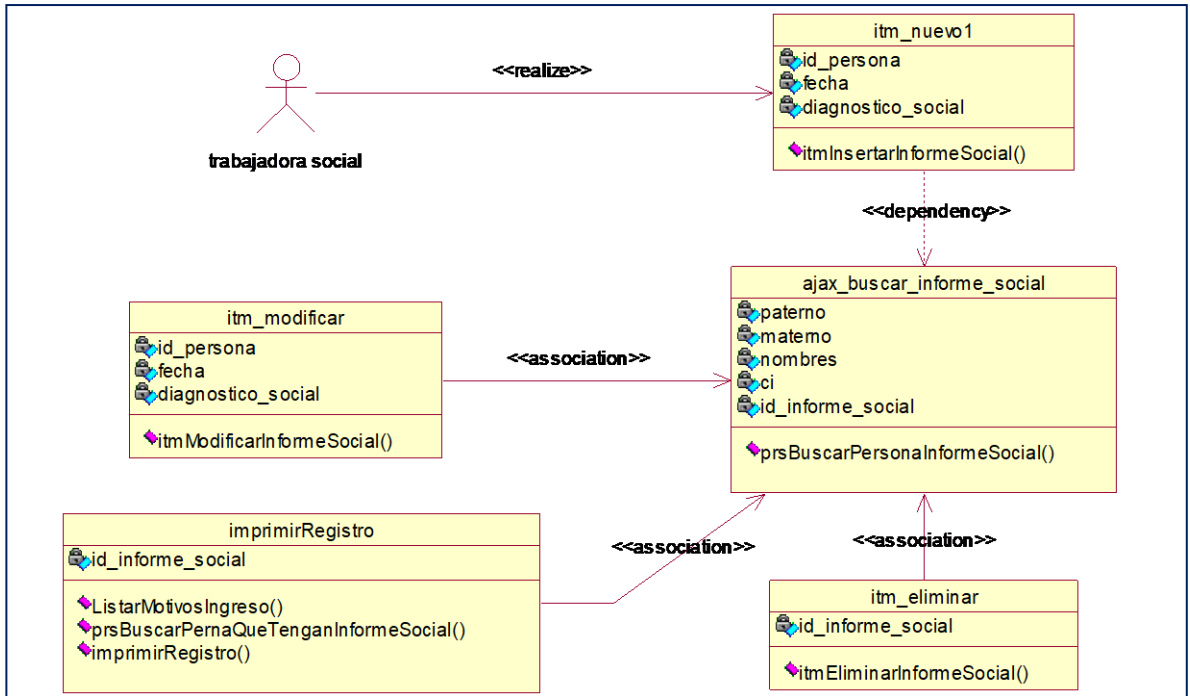 itm_nuevo1
id_persona
fecha
diagnostico_social
itmInsertarInformeSocial()
<<realize>>
trabajadora social
<<dependency>>
ajax_buscar_informe_social
paterno
materno
nombres
ci
id_informe_social
prsBuscarPersonaInformeSocial()
itm_modificar
id_persona
fecha
diagnostico_social
itmModificarInformeSocial()
<<association>>
imprimirRegistro
id_informe_social
ListarMotivosIngreso()
prsBuscarPernaQueTenganInformeSocial()
imprimirRegistro()
<<association>>
<<association>>
itm_eliminar
id_informe_social
itmEliminarInformeSocial()